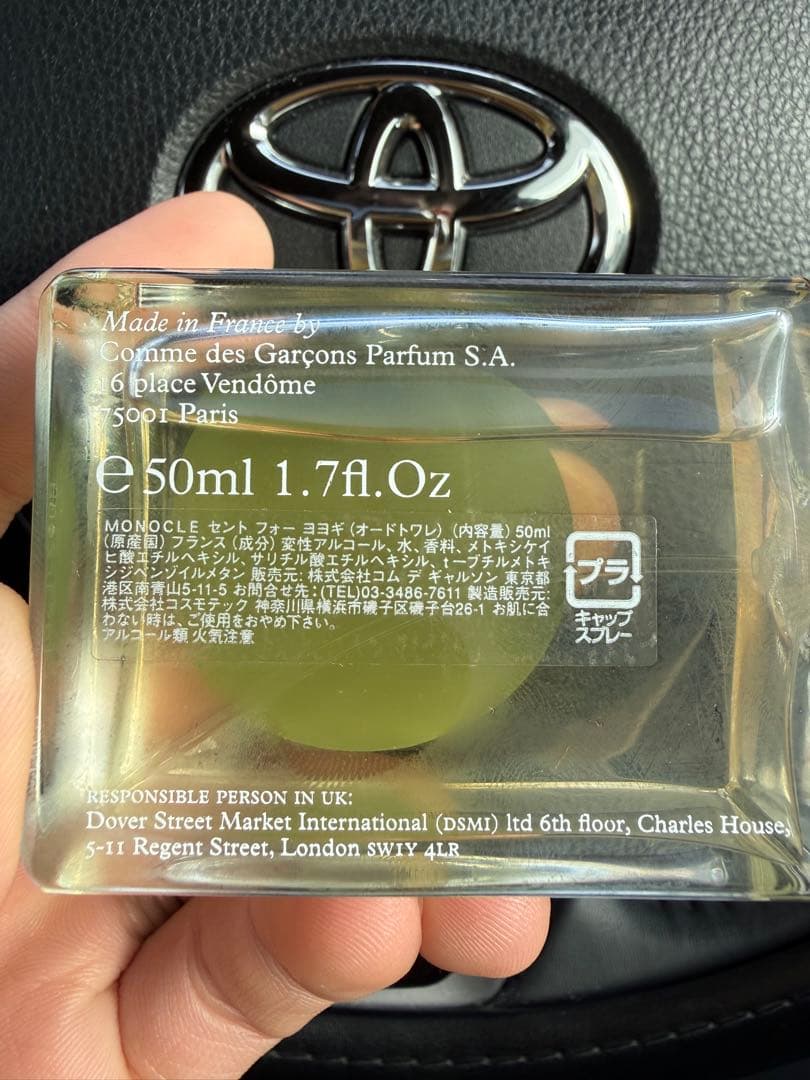 Made in France by
Comme des Garçons Parfum S.A.
16 place Vendôme
75001 Paris
℮ 50ml 1.7fl.Oz
MONOCLE セント フォー ヨヨギ (オードトワレ) (内容量) 50ml
(原産国) フランス (成分) 変性アルコール、水、香料、メトキシケイ
ヒ酸エチルヘキシル、サリチル酸エチルヘキシル、t-ブチルメトキ
シジベンゾイルメタン 販売元: 株式会社コム デ ギャルソン 東京都
港区南青山5-11-5 お問合せ先:(TEL)03-3486-7611 製造販売元:
株式会社コスモテック 神奈川県横浜市磯子区磯子台26-1 お肌に合
わない時は、ご使用をおやめ下さい。
アルコール類 火気注意
プラ
キャップ
スプレー
RESPONSIBLE PERSON IN UK:
Dover Street Market International (DSMI) ltd 6th floor, Charles House,
5-11 Regent Street, London SW1Y 4LR